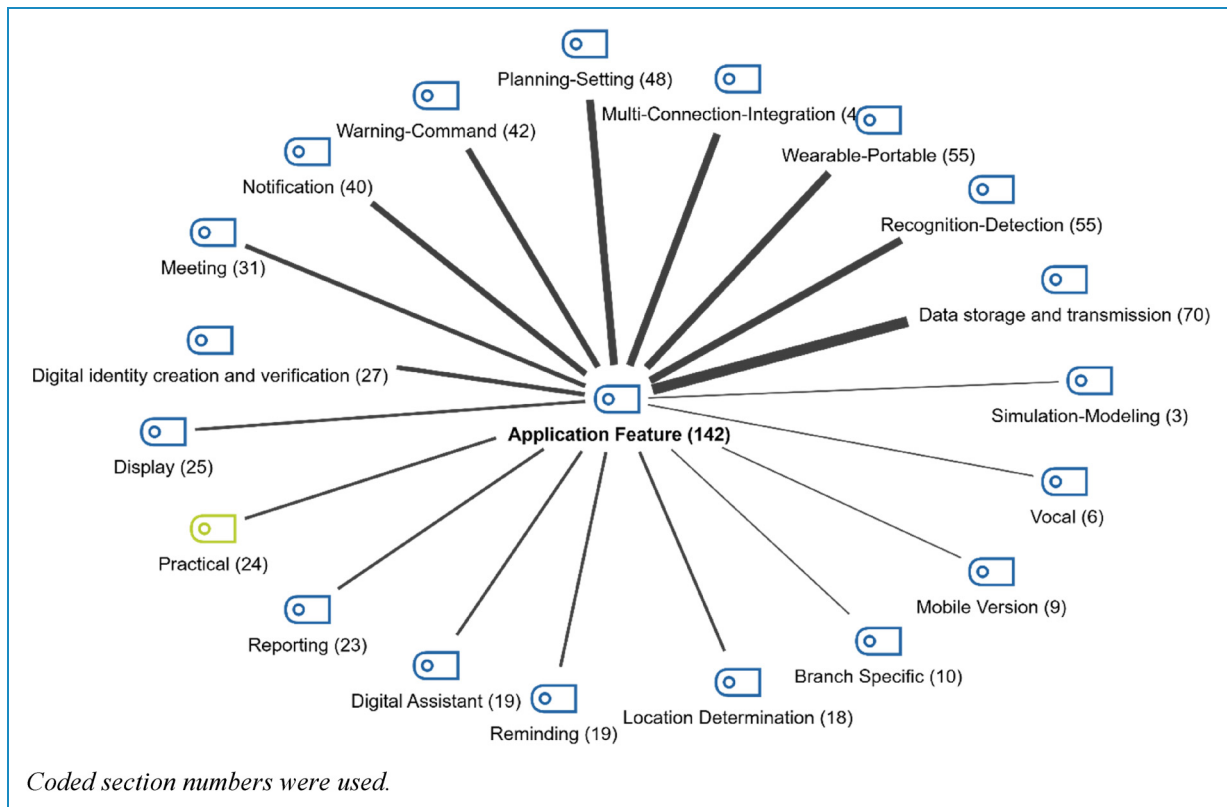 Planning-Setting (48)
Multi-Connection-Integration (4
Warning-Command (42)
Wearable-Portable (55)
Notification (40)
Recognition-Detection (55)
Meeting (31)
Data storage and transmission (70)
Digital identity creation and verification (27)
Simulation-Modeling (3)
Application Feature (142)
Display (25)
Vocal (6)
Practical (24)
Mobile Version (9)
Reporting (23)
Branch Specific (10)
Digital Assistant (19)
Location Determination (18)
Reminding (19)
Coded section numbers were used.